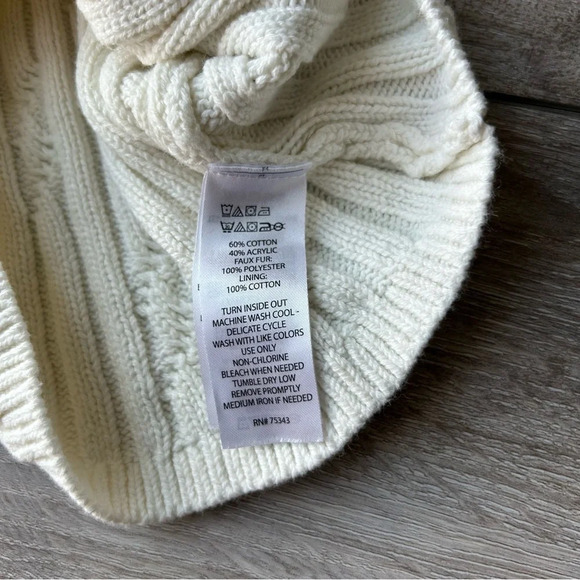 60% COTTON
40% ACRYLIC
FAUX FUR:
100% POLYESTER
LINING:
100% COTTON
TURN INSIDE OUT
MACHINE WASH COOL -
DELICATE CYCLE
WASH WITH LIKE COLORS
USE ONLY
NON-CHLORINE
BLEACH WHEN NEEDED
TUMBLE DRY LOW
REMOVE PROMPTLY
MEDIUM IRON IF NEEDED
RN# 75343